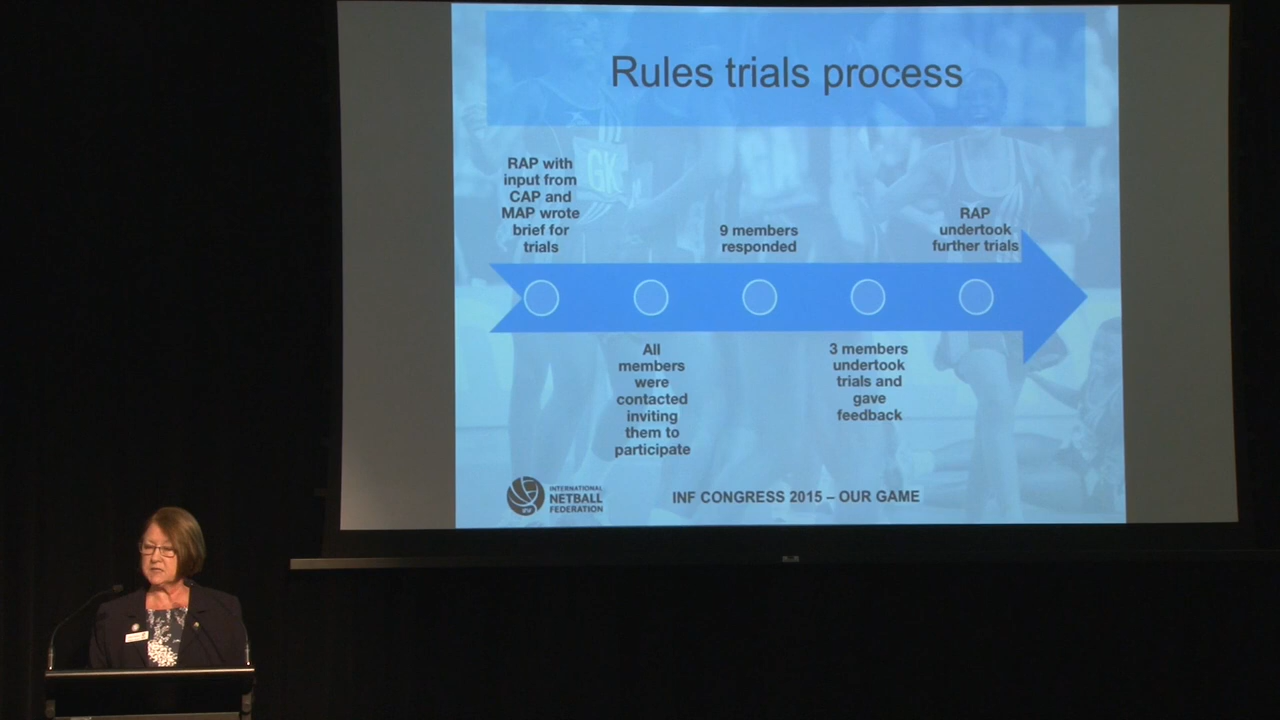 Rules trials process
RAP with
input from
CAP and
MAP wrote
brief for
trials
All
members
were
contacted
inviting
them to
participate
9 members
responded
3 members
undertook
trials and
gave
feedback
RAP
undertook
further trials
GK
INTERNATIONAL
NETBALL
FEDERATION
INF CONGRESS 2015 – OUR GAME